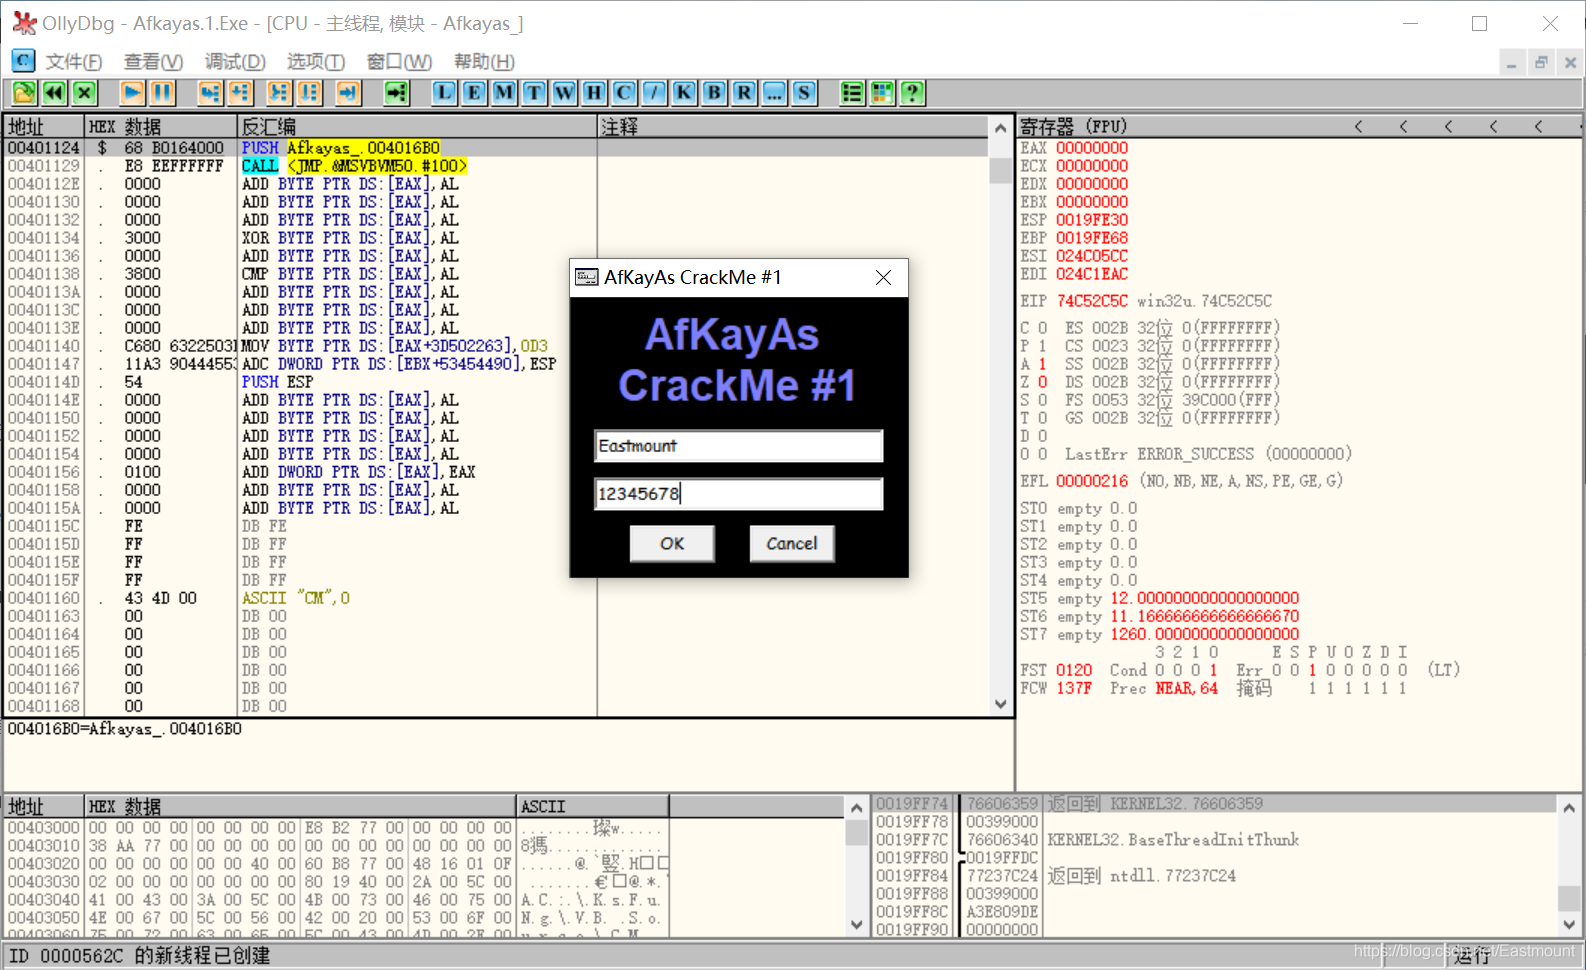 OllyDbg - Afkayas.1.Exe - [CPU - 主线程, 模块 - Afkayas_]
C 文件(F) 查看(V) 调试(D) 选项(T) 窗口(W) 帮助(H)
L E M T W H C / K B R ... S ?
地址 HEX 数据 反汇编 注释
00401124 $ 68 B0164000 PUSH Afkayas_.004016B0
00401129 . E8 EEFFFFFF CALL <JMP.&MSVBVM50.#100>
0040112E . 0000 ADD BYTE PTR DS:[EAX],AL
00401130 . 0000 ADD BYTE PTR DS:[EAX],AL
00401132 . 0000 ADD BYTE PTR DS:[EAX],AL
00401134 . 3000 XOR BYTE PTR DS:[EAX],AL
00401136 . 0000 ADD BYTE PTR DS:[EAX],AL
00401138 . 3800 CMP BYTE PTR DS:[EAX],AL
0040113A . 0000 ADD BYTE PTR DS:[EAX],AL
0040113C . 0000 ADD BYTE PTR DS:[EAX],AL
0040113E . 0000 ADD BYTE PTR DS:[EAX],AL
00401140 . C680 6322503D MOV BYTE PTR DS:[EAX+3D502263],0D3
00401147 . 11A3 90444553 ADC DWORD PTR DS:[EBX+53454490],ESP
0040114D . 54 PUSH ESP
0040114E . 0000 ADD BYTE PTR DS:[EAX],AL
00401150 . 0000 ADD BYTE PTR DS:[EAX],AL
00401152 . 0000 ADD BYTE PTR DS:[EAX],AL
00401154 . 0000 ADD BYTE PTR DS:[EAX],AL
00401156 . 0100 ADD DWORD PTR DS:[EAX],EAX
00401158 . 0000 ADD BYTE PTR DS:[EAX],AL
0040115A . 0000 ADD BYTE PTR DS:[EAX],AL
0040115C FE DB FE
0040115D FF DB FF
0040115E FF DB FF
0040115F FF DB FF
00401160 . 43 4D 00 ASCII "CM",0
00401163 00 DB 00
00401164 00 DB 00
00401165 00 DB 00
00401166 00 DB 00
00401167 00 DB 00
00401168 00 DB 00
004016B0=Afkayas_.004016B0
AfKayAs CrackMe #1
AfKayAs
CrackMe #1
Eastmount
12345678
OK Cancel
寄存器 (FPU) < < < < <
EAX 00000000
ECX 00000000
EDX 00000000
EBX 00000000
ESP 0019FE30
EBP 0019FE68
ESI 024C05CC
EDI 024C1EAC
EIP 74C52C5C win32u.74C52C5C
C 0 ES 002B 32位 0(FFFFFFFF)
P 1 CS 0023 32位 0(FFFFFFFF)
A 1 SS 002B 32位 0(FFFFFFFF)
Z 0 DS 002B 32位 0(FFFFFFFF)
S 0 FS 0053 32位 39C000(FFF)
T 0 GS 002B 32位 0(FFFFFFFF)
D 0
O 0 LastErr ERROR_SUCCESS (00000000)
EFL 00000216 (NO,NB,NE,A,NS,PE,GE,G)
ST0 empty 0.0
ST1 empty 0.0
ST2 empty 0.0
ST3 empty 0.0
ST4 empty 0.0
ST5 empty 12.000000000000000000
ST6 empty 11.166666666666666670
ST7 empty 1260.0000000000000000
3 2 1 0 E S P U O Z D I
FST 0120 Cond 0 0 0 1 Err 0 0 1 0 0 0 0 0 (LT)
FCW 137F Prec NEAR,64 掩码 1 1 1 1 1 1
地址 HEX 数据 ASCII
00403000 00 00 00 00 00 00 00 00 E8 B2 77 00 00 00 00 00 ........璨w.....
00403010 38 AA 77 00 00 00 00 00 00 00 00 00 00 00 00 00
00403020 00 00 00 00 00 00 40 00 60 B8 77 00 48 16 01 0F
00403030 02 00 00 00 00 00 00 00 80 19 40 00 2A 00 5C 00
00403040 41 00 43 00 3A 00 5C 00 4B 00 73 00 46 00 75 00 A.C.:.\.K.s.F.u.
00403050 4E 00 67 00 5C 00 56 00 42 00 20 00 53 00 6F 00 N.g.\.V.B. .S.o.
00403060 75 00 72 00 63 00 65 00 5C 00 43 00 4D 00 2E 00
0019FF74 76606359 返回到 KERNEL32.76606359
0019FF78 00399000
0019FF7C 76606340 KERNEL32.BaseThreadInitThunk
0019FF80 0019FFDC
0019FF84 77237C24 返回到 ntdll.77237C24
0019FF88 00399000
0019FF8C A3E809DE
0019FF90 00000000
ID 0000562C 的新线程已创建 运行
https://blog.csdn.net/Eastmount